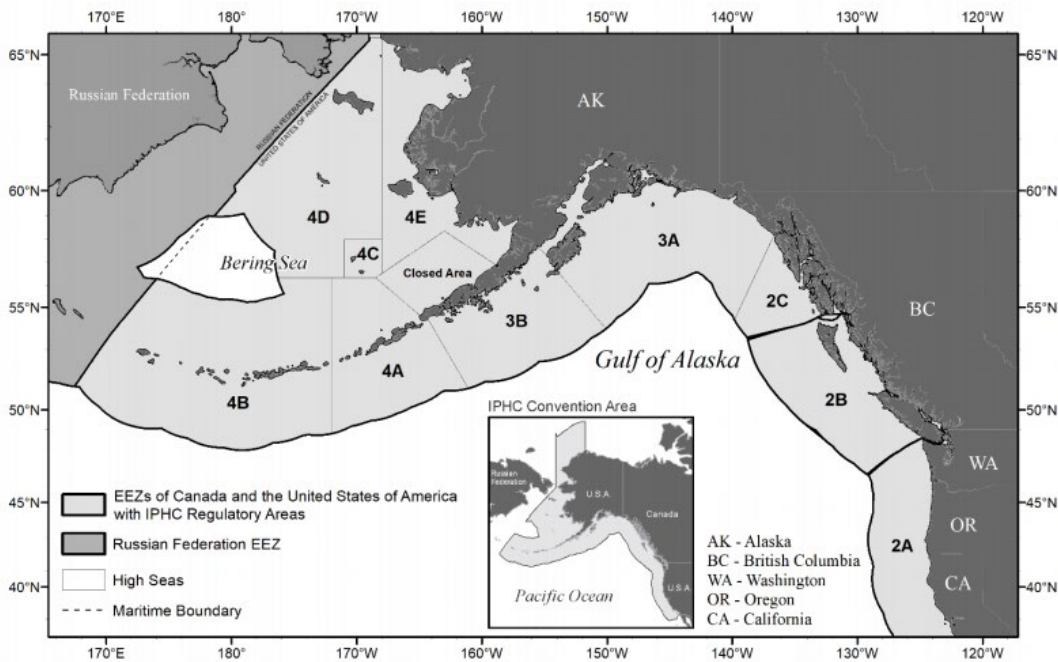 170°E 180° 170°W 160°W 150°W 140°W 130°W 120°W
65°N 65°N
Russian Federation
AK
RUSSIAN FEDERATION
UNITED STATES OF AMERICA
60°N 60°N
4D 4E
3A
4C
Bering Sea
Closed Area
55°N 55°N
2C
BC
3B
Gulf of Alaska
4A
4B
2B
50°N 50°N
IPHC Convention Area
Russian
Federation
U.S.A.
Canada
U.S.A.
Pacific Ocean
WA
EEZs of Canada and the United States of America
with IPHC Regulatory Areas
Russian Federation EEZ
High Seas
Maritime Boundary
45°N 45°N
OR
2A
AK - Alaska
BC - British Columbia
WA - Washington
OR - Oregon
CA - California
40°N 40°N
CA
170°E 180° 170°W 160°W 150°W 140°W 130°W 120°W